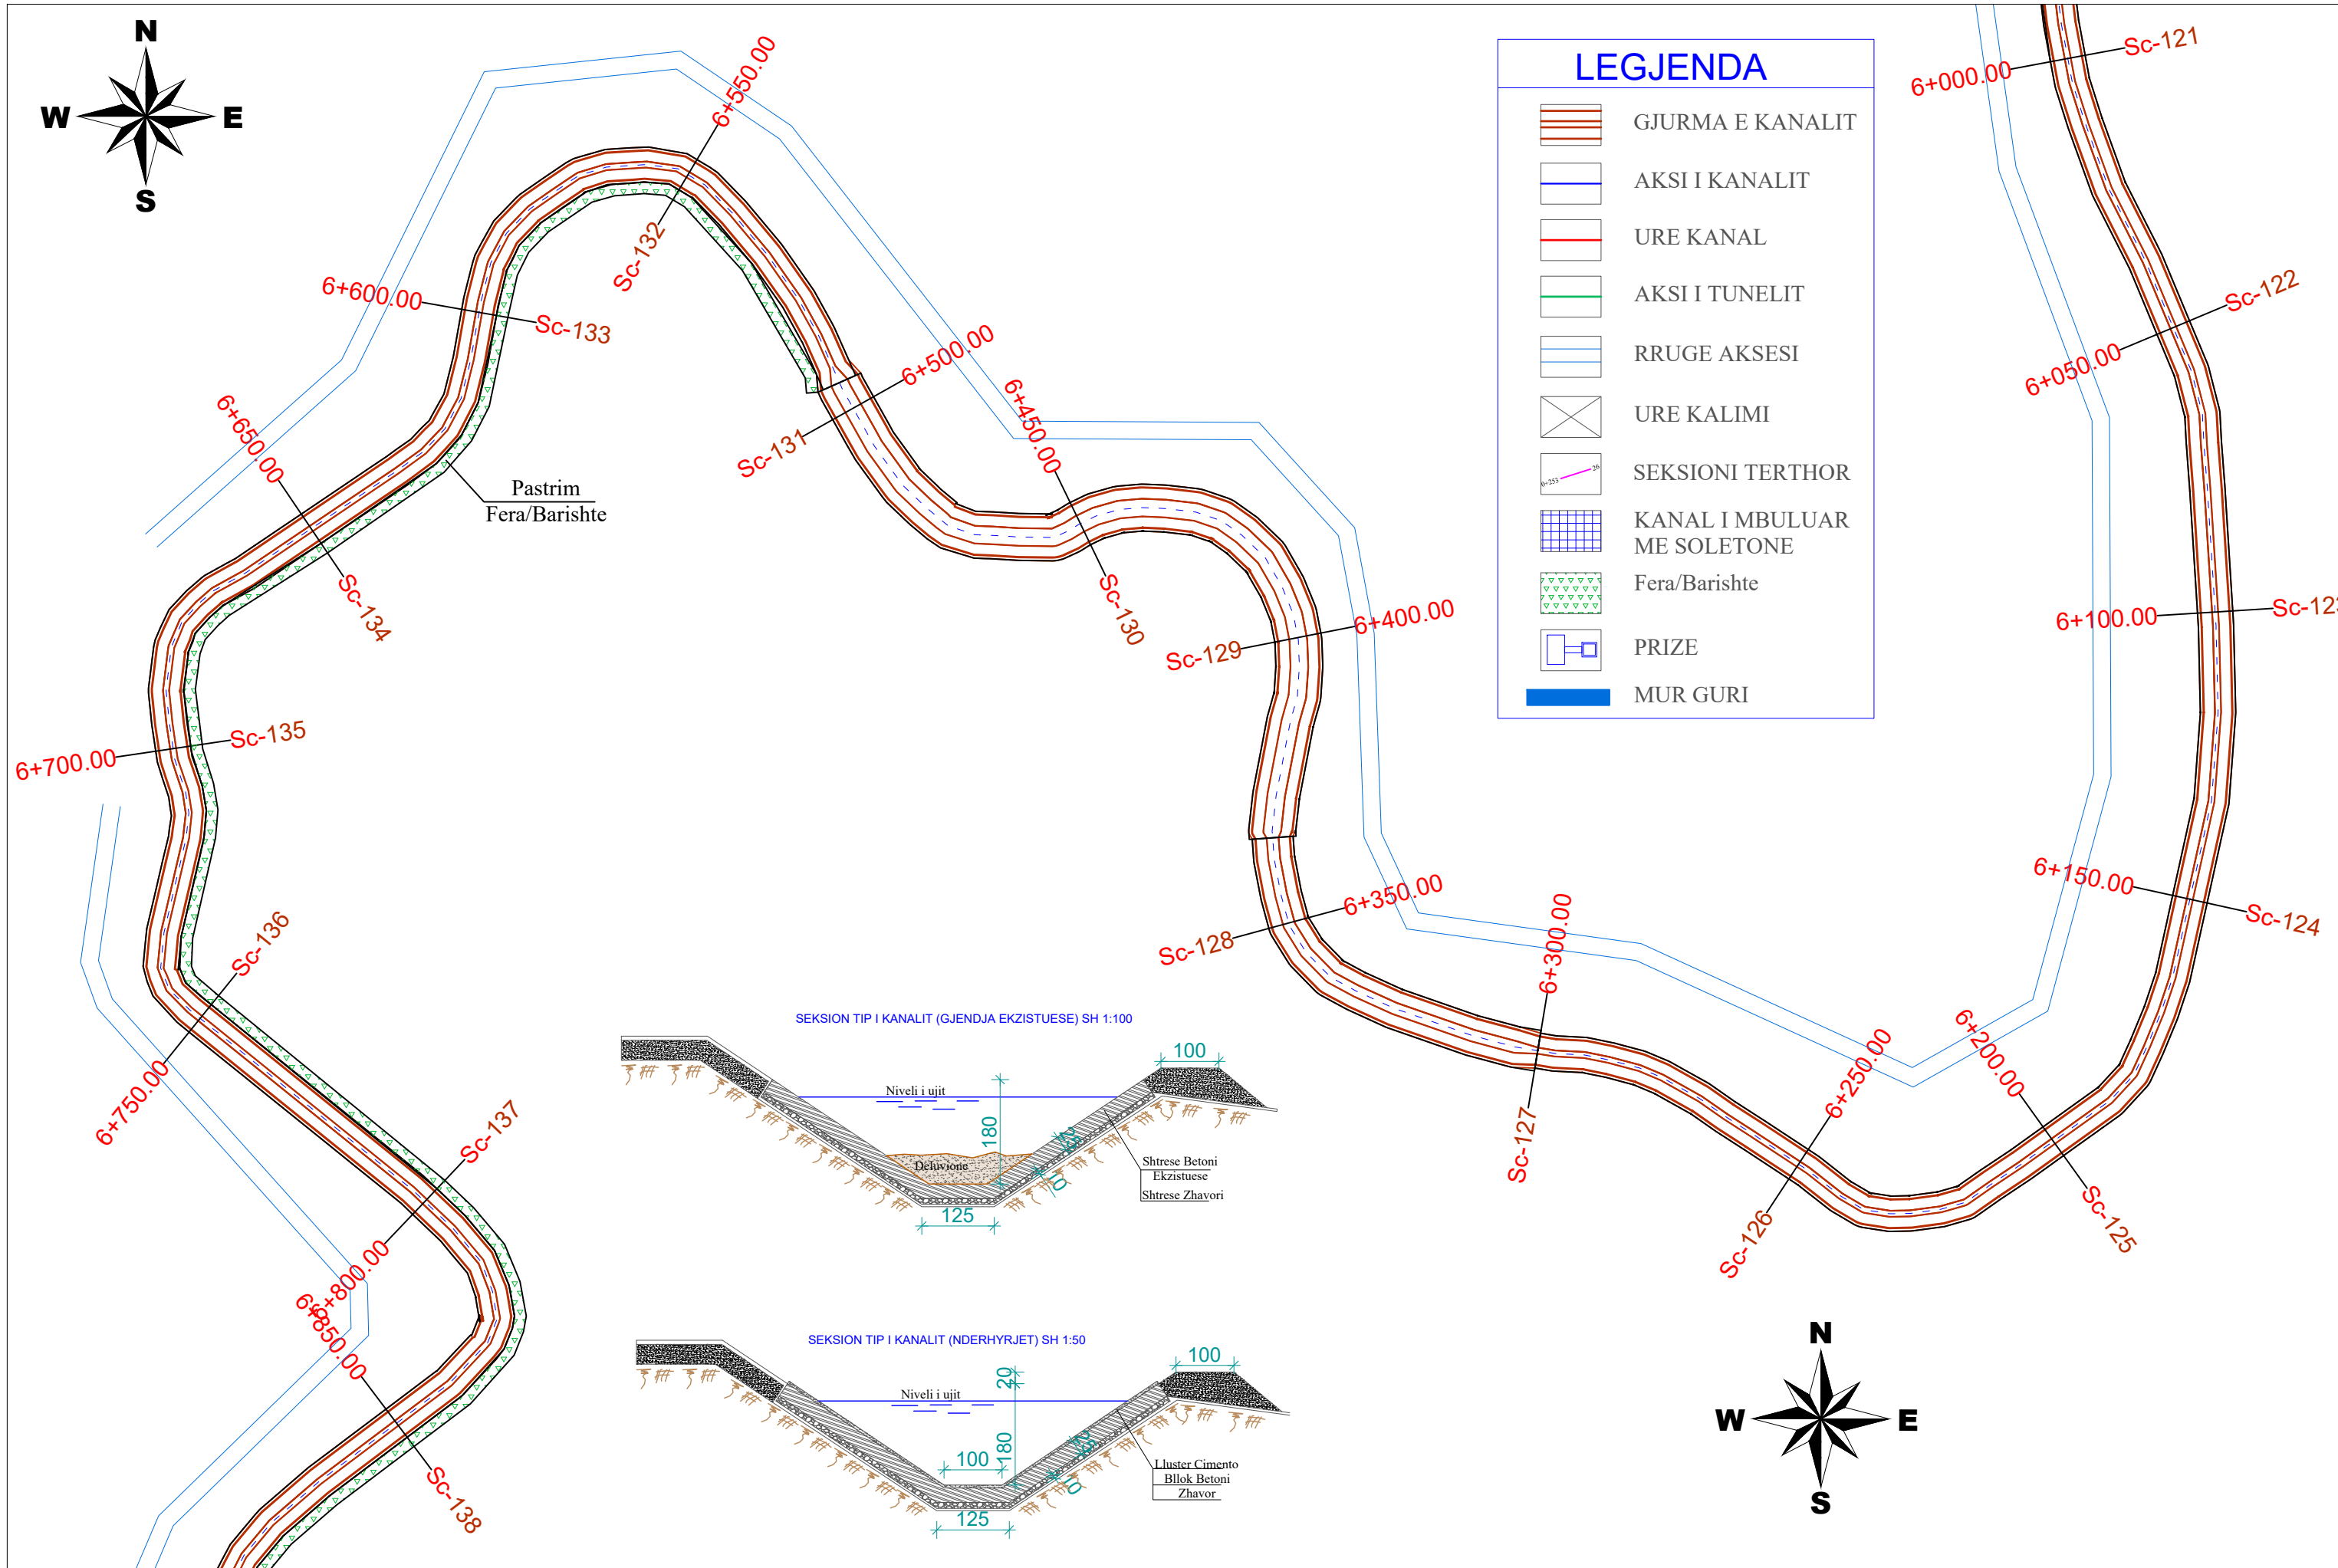 N
W
E
S
6+550.00
Sc-132
6+600.00
Sc-133
6+650.00
Sc-134
Pastrim
Fera/Barishte
6+500.00
Sc-131
6+450.00
Sc-130
6+400.00
Sc-129
6+350.00
Sc-128
6+300.00
Sc-127
6+250.00
Sc-126
6+200.00
Sc-125
6+150.00
Sc-124
6+100.00
Sc-123
6+050.00
Sc-122
6+000.00
Sc-121
6+700.00
Sc-135
Sc-136
6+750.00
Sc-137
6+800.00
6+850.00
Sc-138
LEGJENDA
GJURMA E KANALIT
AKSI I KANALIT
URE KANAL
AKSI I TUNELIT
RRUGE AKSESI
URE KALIMI
0+253
26
SEKSIONI TERTHOR
KANAL I MBULUAR
ME SOLETONE
Fera/Barishte
PRIZE
MUR GURI
SEKSION TIP I KANALIT (GJENDJA EKZISTUESE) SH 1:100
100
Niveli i ujit
180
Deluvione
10
125
Shtrese Betoni
Ekzistuese
Shtrese Zhavori
SEKSION TIP I KANALIT (NDERHYRJET) SH 1:50
100
20
Niveli i ujit
180
100
10
125
Lluster Cimento
Bllok Betoni
Zhavor
N
W
E
S